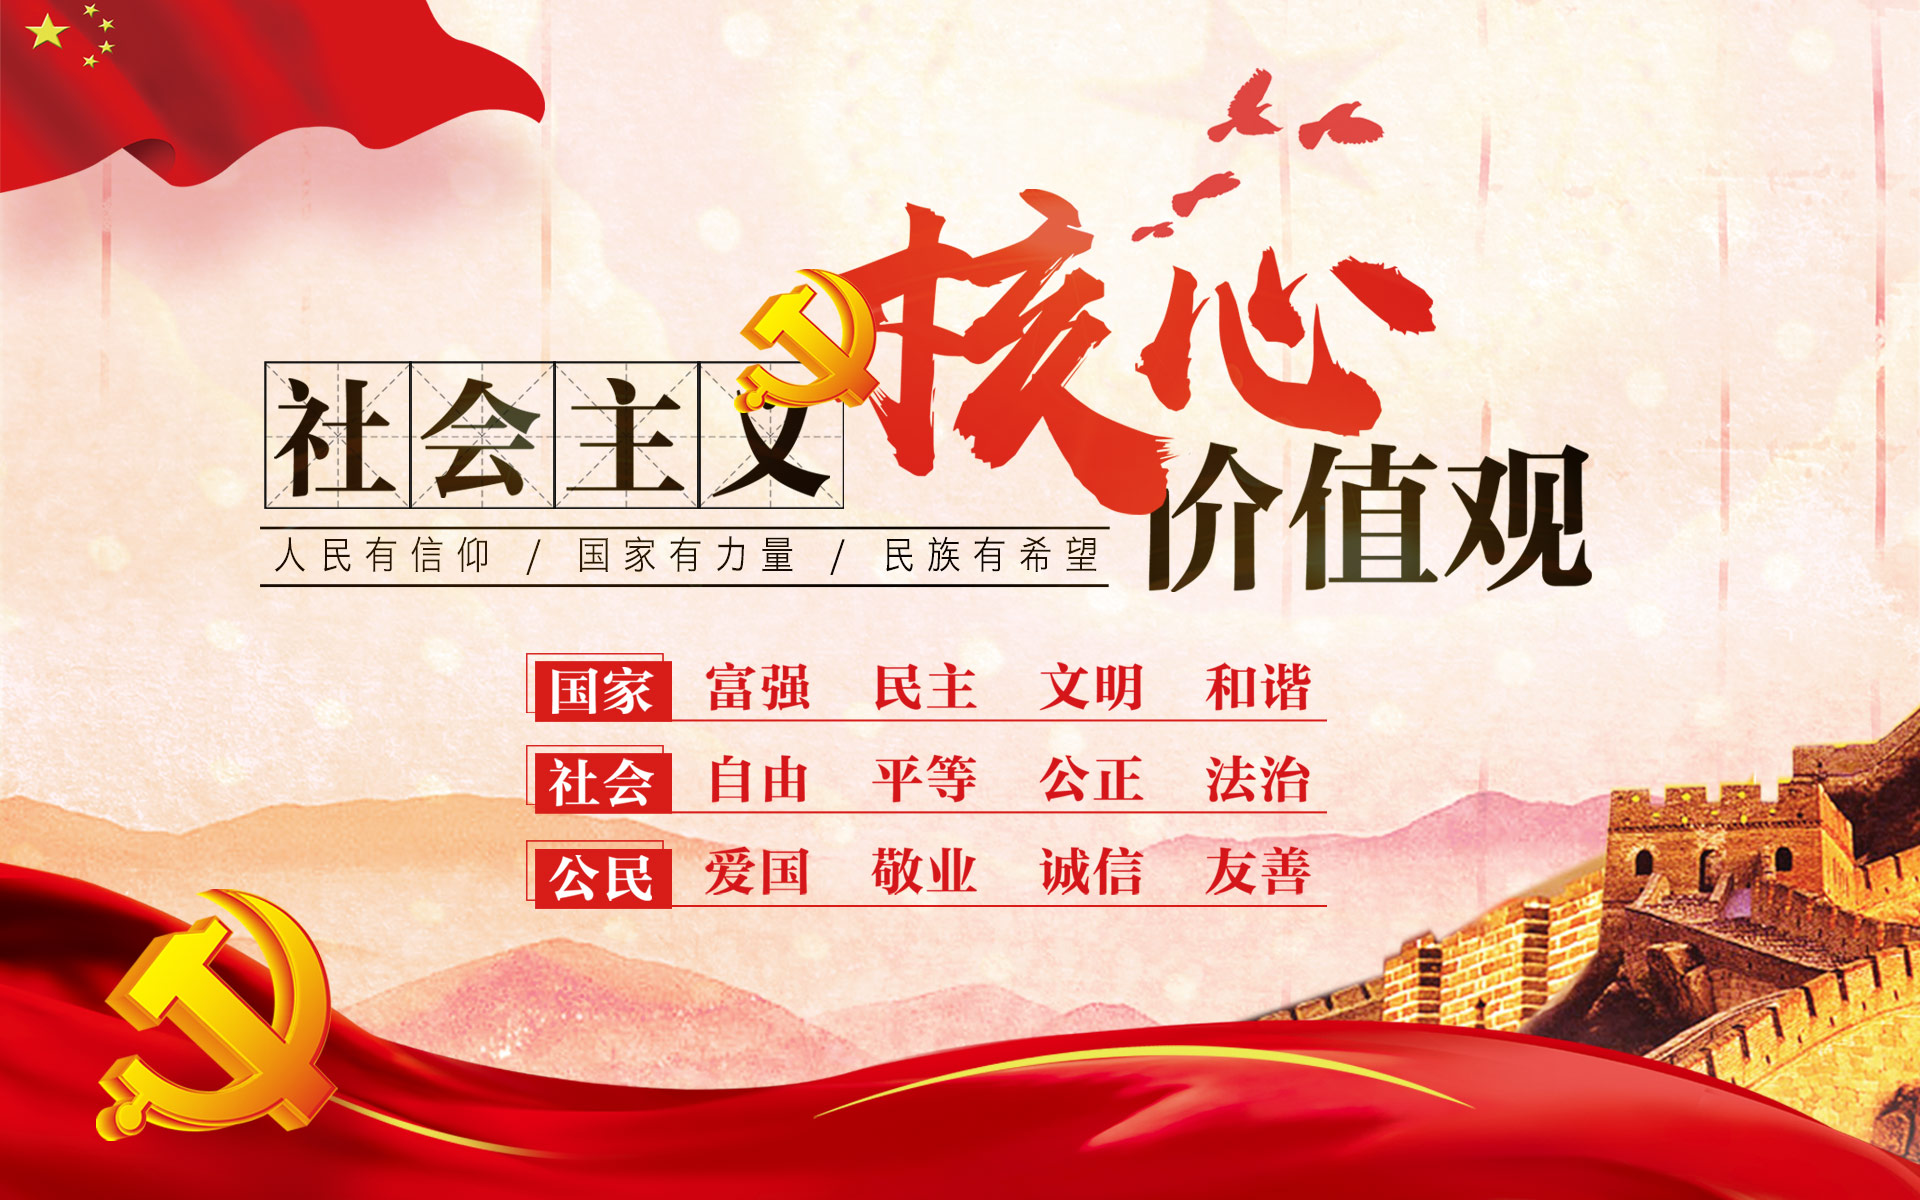 社会主义核心价值观
人民有信仰 / 国家有力量 / 民族有希望
国家 富强 民主 文明 和谐
社会 自由 平等 公正 法治
公民 爱国 敬业 诚信 友善